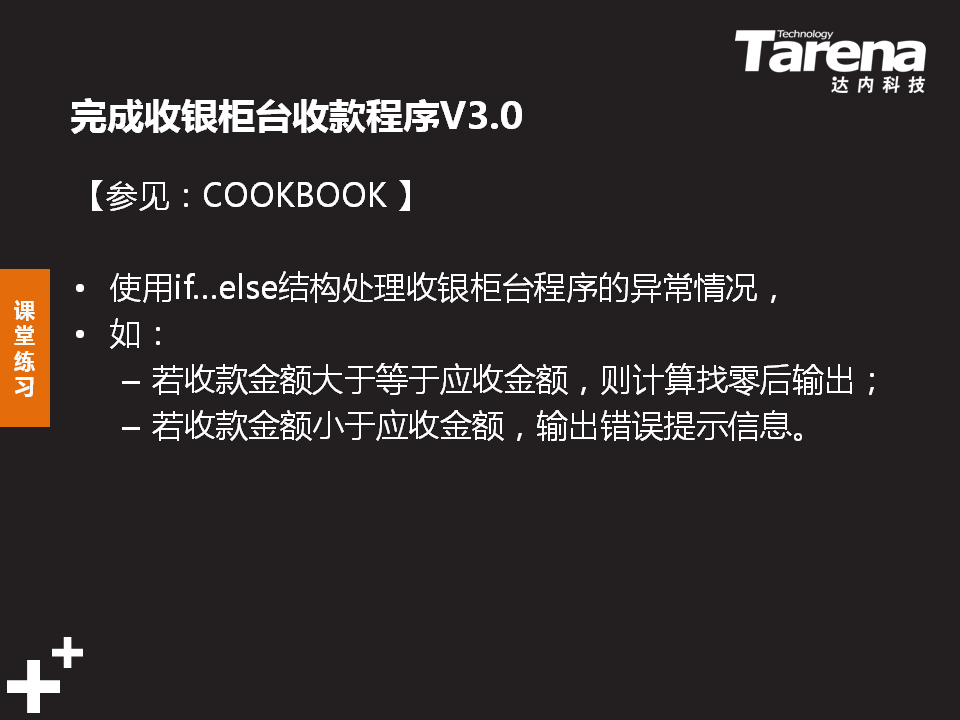 Technology
Tarena
达内科技
完成收银柜台收款程序V3.0
【参见：COOKBOOK 】
• 使用if...else结构处理收银柜台程序的异常情况，
• 如：
– 若收款金额大于等于应收金额，则计算找零后输出；
– 若收款金额小于应收金额，输出错误提示信息。
课
堂
练
习